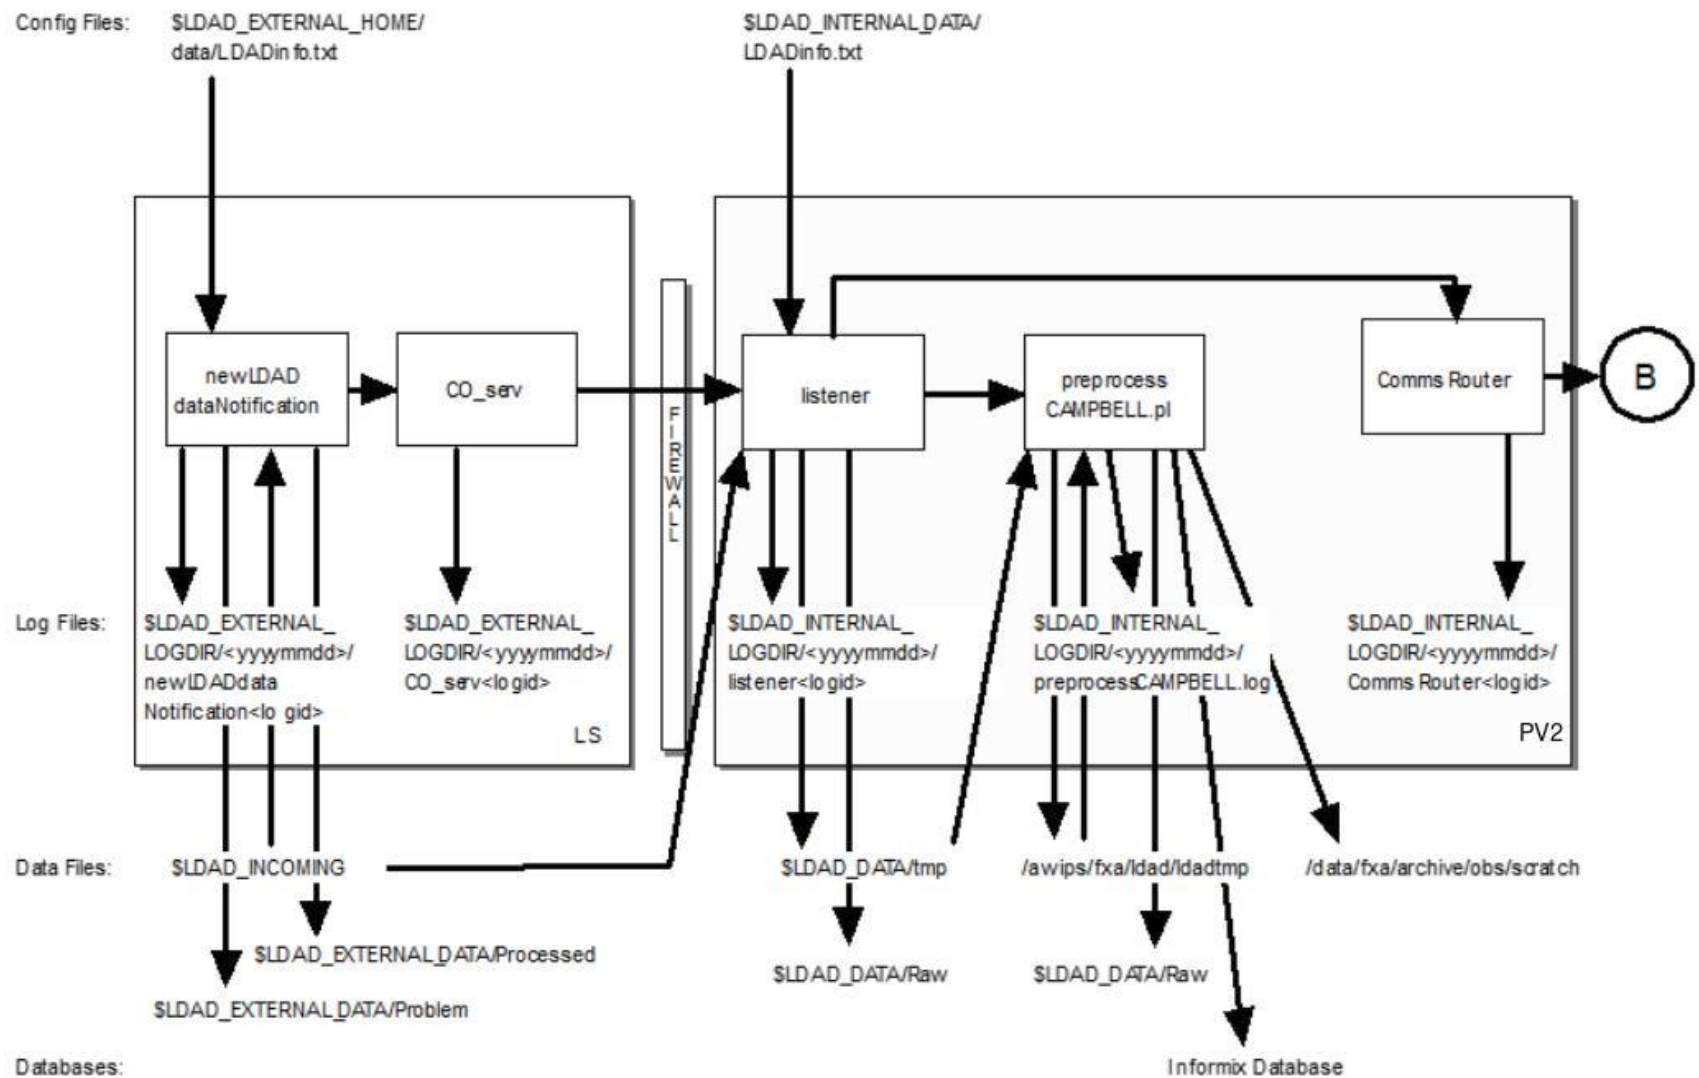 Config Files:
$LDAD_EXTERNAL_HOME/
data/LDADinfo.txt
$LDAD_INTERNAL_DATA/
LDADinfo.txt
newLDAD
dataNotification
CO_serv
FIREWALL
listener
preprocess
CAMPBELL.pl
Comms Router
B
Log Files:
$LDAD_EXTERNAL_
LOGDIR/<yyyymmdd>/
newLDADdata
Notification<logid>
$LDAD_EXTERNAL_
LOGDIR/<yyyymmdd>/
CO_serv<logid>
LS
$LDAD_INTERNAL_
LOGDIR/<yyyymmdd>/
listener<logid>
$LDAD_INTERNAL_
LOGDIR/<yyyymmdd>/
preprocessCAMPBELL.log
$LDAD_INTERNAL_
LOGDIR/<yyyymmdd>/
Comms Router<logid>
PV2
Data Files:
$LDAD_INCOMING
$LDAD_DATA/tmp
/awips/fxa/ldad/ldadtmp
/data/fxa/archive/obs/scratch
$LDAD_EXTERNAL_DATA/Processed
$LDAD_DATA/Raw
$LDAD_DATA/Raw
$LDAD_EXTERNAL_DATA/Problem
Databases:
Informix Database